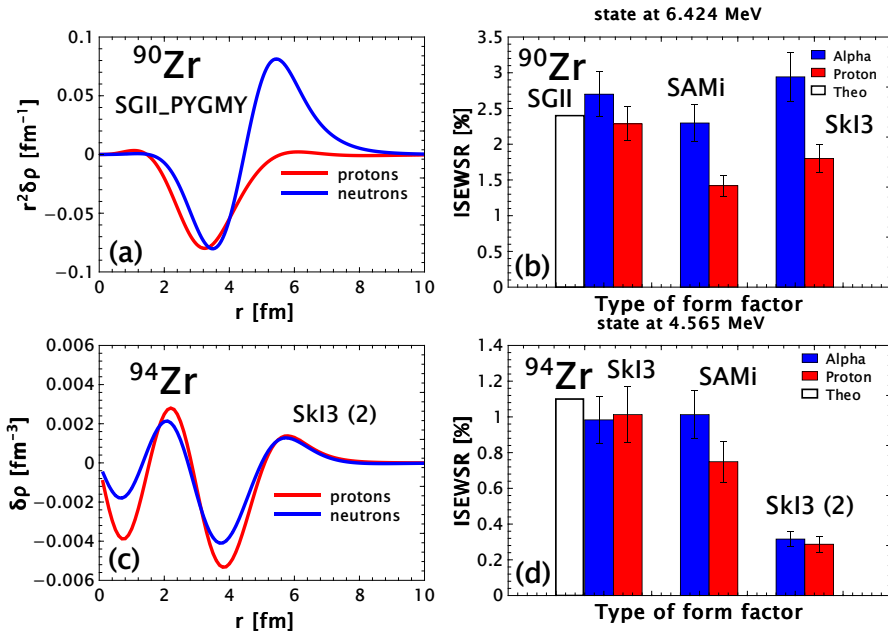 ⁹⁰Zr
SGII_PYGMY
protons
neutrons
(a)
r²δρ [fm⁻¹]
0.1
0.05
0
−0.05
−0.1
0 2 4 6 8 10
r [fm]
state at 6.424 MeV
⁹⁰Zr
SGII
SAMi
SkI3
Alpha
Proton
Theo
(b)
ISEWSR [%]
3.5
3
2.5
2
1.5
1
0.5
0
Type of form factor
⁹⁴Zr
SkI3 (2)
protons
neutrons
(c)
δρ [fm⁻³]
0.006
0.004
0.002
0
−0.002
−0.004
−0.006
0 2 4 6 8 10
r [fm]
state at 4.565 MeV
⁹⁴Zr
SkI3
SAMi
SkI3 (2)
Alpha
Proton
Theo
(d)
ISEWSR [%]
1.4
1.2
1
0.8
0.6
0.4
0.2
0
Type of form factor